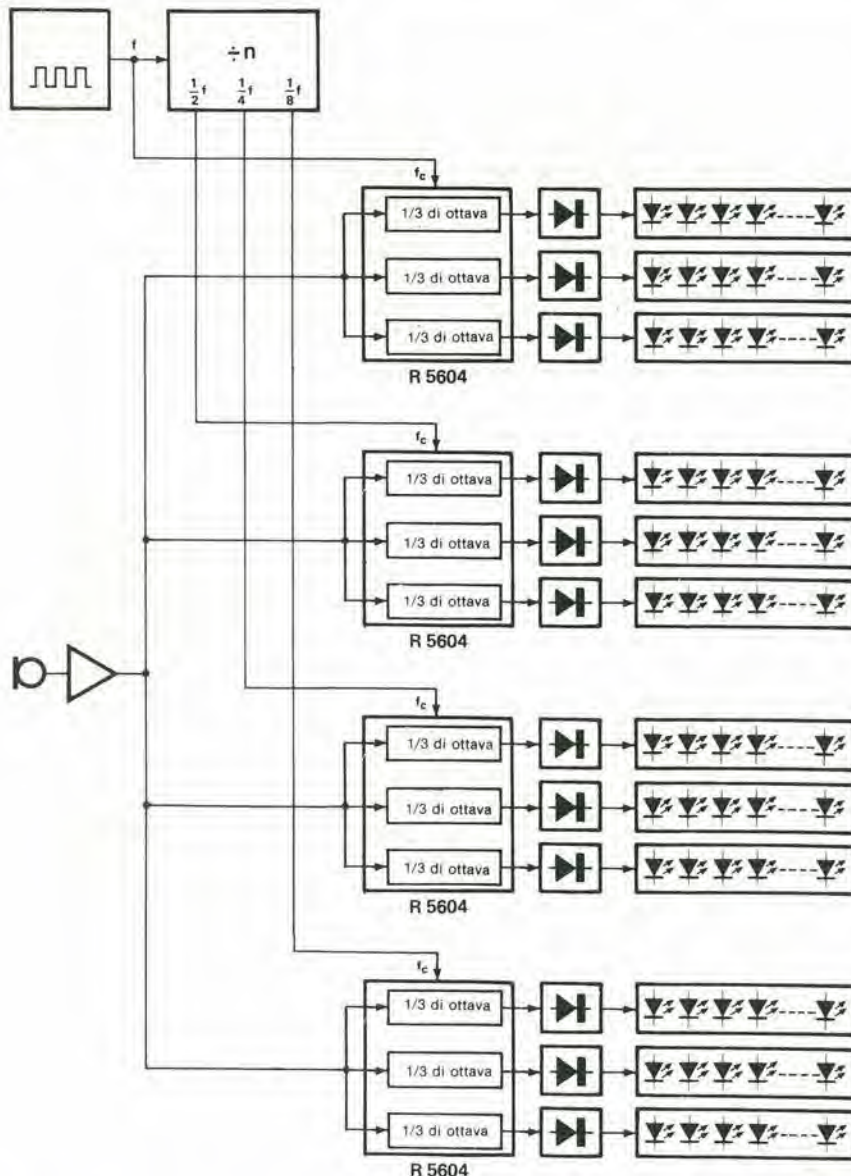 f
÷n
1/2 f 1/4 f 1/8 f
fc
1/3 di ottava
1/3 di ottava
1/3 di ottava
R 5604
fc
1/3 di ottava
1/3 di ottava
1/3 di ottava
R 5604
fc
1/3 di ottava
1/3 di ottava
1/3 di ottava
R 5604
fc
1/3 di ottava
1/3 di ottava
1/3 di ottava
R 5604